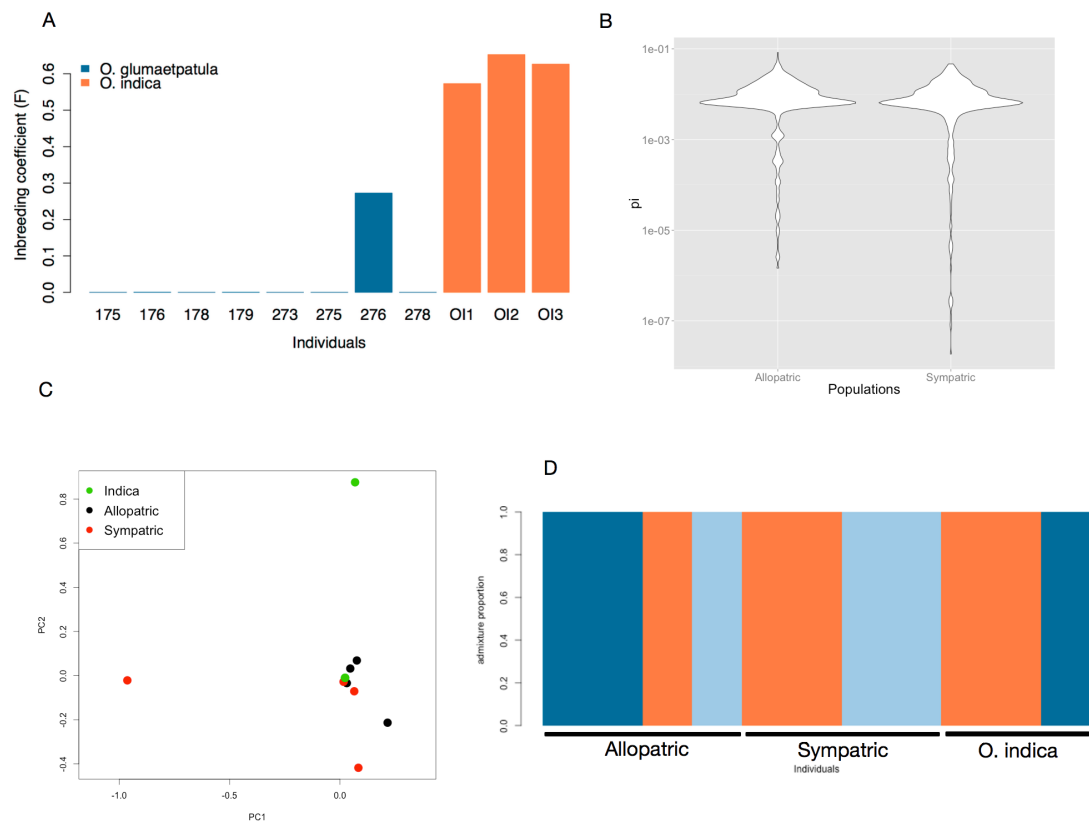 A
O. glumaetpatula
O. indica
Inbreeding coefficient (F)
0.0 0.1 0.2 0.3 0.4 0.5 0.6
175 176 178 179 273 275 276 278 OI1 OI2 OI3
Individuals
B
1e-01
1e-03
1e-05
1e-07
pi
Allopatric Sympatric
Populations
C
Indica
Allopatric
Sympatric
PC2
0.8
0.6
0.4
0.2
0.0
-0.2
-0.4
-1.0 -0.5 0.0
PC1
D
admixture proportion
0.0 0.2 0.4 0.6 0.8 1.0
Allopatric Sympatric O. indica
Individuals